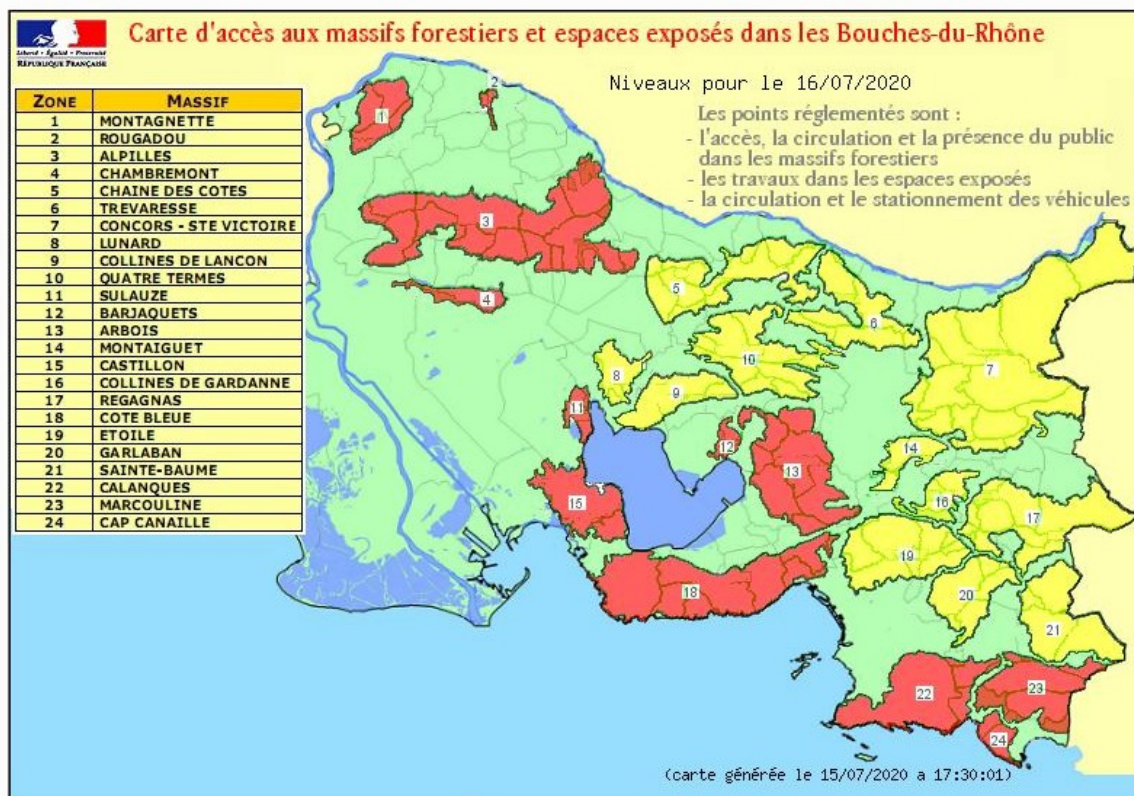 Carte d'accès aux massifs forestiers et espaces exposés dans les Bouches-du-Rhône
Liberté • Égalité • Fraternité
RÉPUBLIQUE FRANÇAISE
Niveaux pour le 16/07/2020
Les points réglementés sont :
- l'accès, la circulation et la présence du public
dans les massifs forestiers
- les travaux dans les espaces exposés
- la circulation et le stationnement des véhicules
ZONE MASSIF
1 MONTAGNETTE
2 ROUGADOU
3 ALPILLES
4 CHAMBREMONT
5 CHAINE DES COTES
6 TREVARESSE
7 CONCORS - STE VICTOIRE
8 LUNARD
9 COLLINES DE LANCON
10 QUATRE TERMES
11 SULAUZE
12 BARJAQUETS
13 ARBOIS
14 MONTAIGUET
15 CASTILLON
16 COLLINES DE GARDANNE
17 REGAGNAS
18 COTE BLEUE
19 ETOILE
20 GARLABAN
21 SAINTE-BAUME
22 CALANQUES
23 MARCOULINE
24 CAP CANAILLE
2
1
3
4
5
6
7
8
10
9
11
12
13
14
15
16
17
18
19
20
21
22
23
24
(carte générée le 15/07/2020 a 17:30:01)